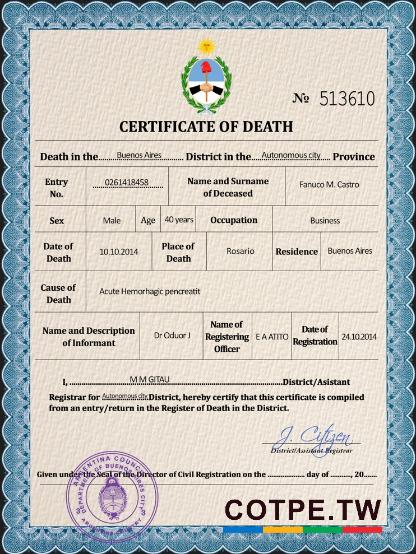 № 513610
CERTIFICATE OF DEATH
Death in the Buenos Aires District in the Autonomous city Province
Entry No. 0261418458 Name and Surname of Deceased Fanuco M. Castro
Sex Male Age 40 years Occupation Business
Date of Death 10.10.2014 Place of Death Rosario Residence Buenos Aires
Cause of Death Acute Hemorhagic pencreatit
Name and Description of Informant Dr Oduor J Name of Registering Officer E A ATITO Date of Registration 24.10.2014
I, M M GITAU District/Asistant
Registrar for Autonomous city District, hereby certify that this certificate is compiled
from an entry/return in the Register of Death in the District.
J. Citizen
District/Assistant Registrar
Given under the Seal of the Director of Civil Registration on the ............... day of ........, 20.....
ARGENTINA COUNCIL
COTPE.TW